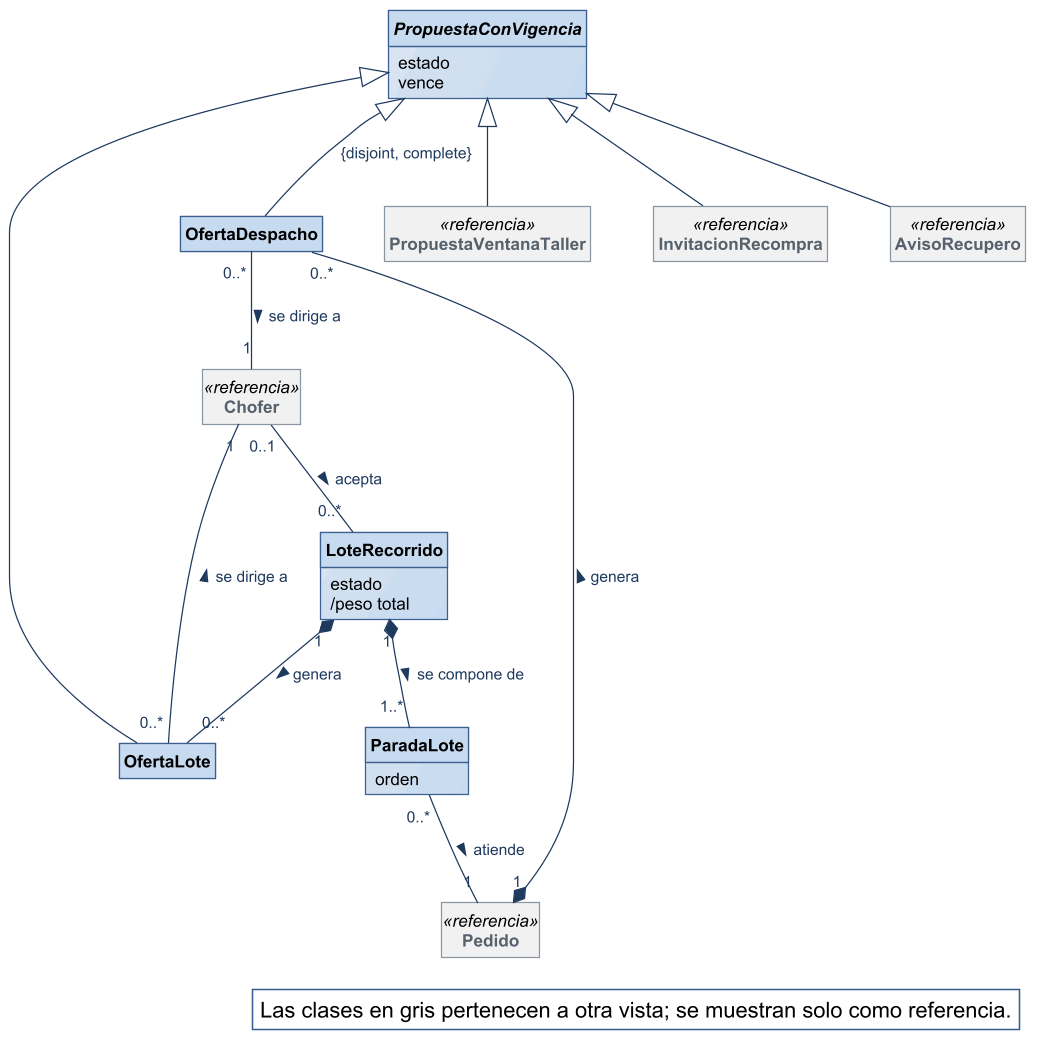 PropuestaConVigencia
estado
vence
{disjoint, complete}
OfertaDespacho
«referencia»
PropuestaVentanaTaller
«referencia»
InvitacionRecompra
«referencia»
AvisoRecupero
0..*
0..*
se dirige a
1
«referencia»
Chofer
1
0..1
acepta
0..*
LoteRecorrido
estado
/peso total
se dirige a
genera
1
1
genera
se compone de
0..*
0..*
1..*
OfertaLote
ParadaLote
orden
0..*
atiende
1
1
«referencia»
Pedido
Las clases en gris pertenecen a otra vista; se muestran solo como referencia.